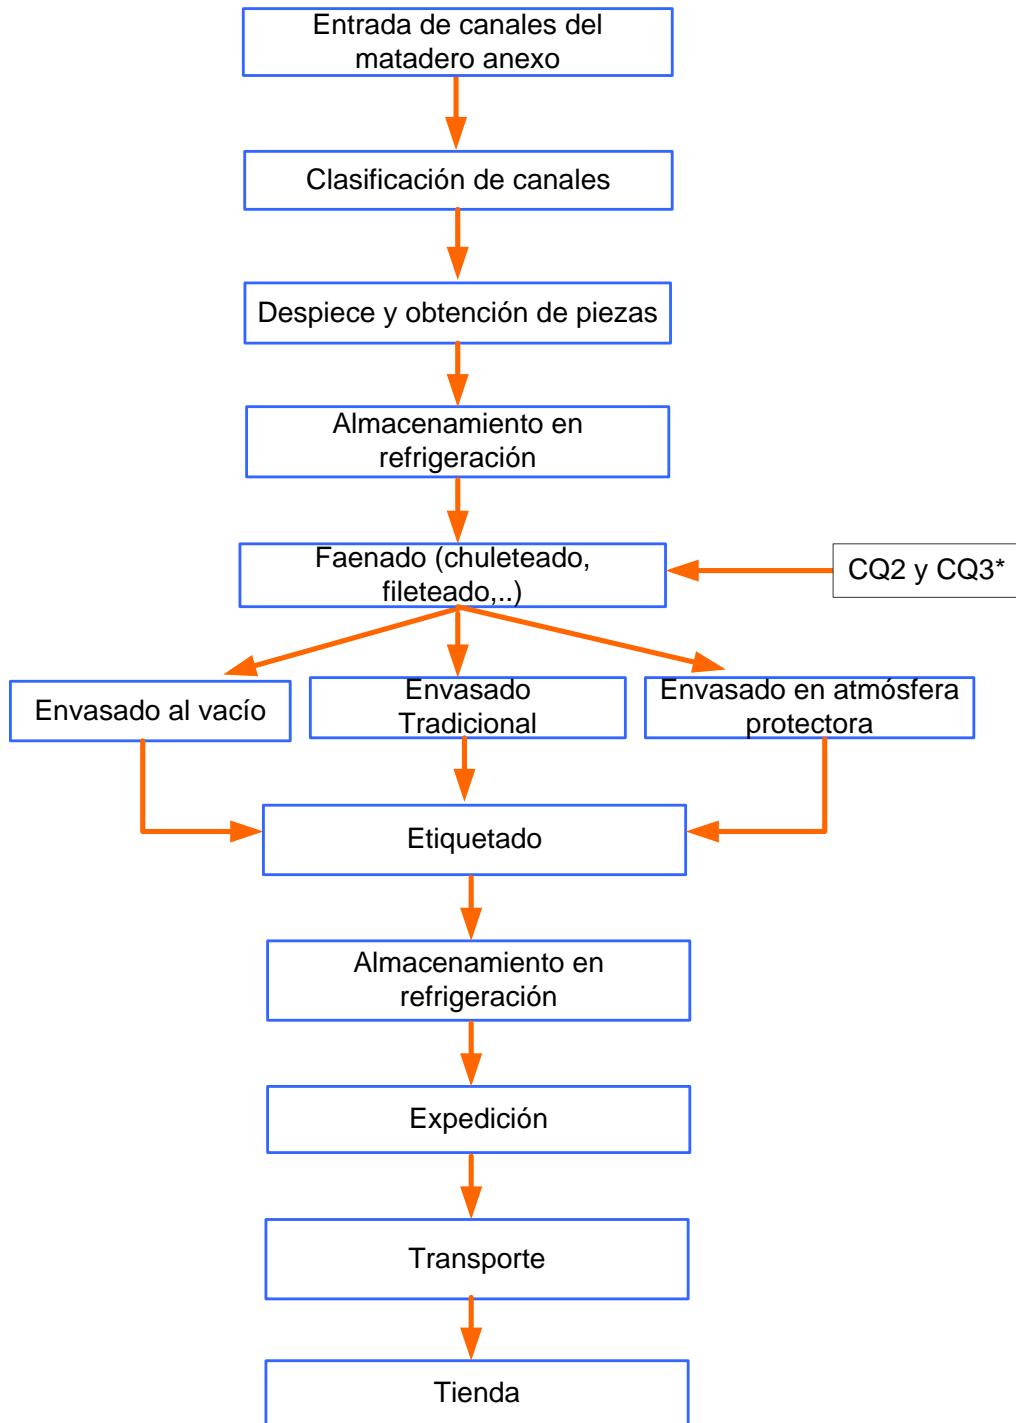 Entrada de canales del
matadero anexo
Clasificación de canales
Despiece y obtención de piezas
Almacenamiento en
refrigeración
Faenado (chuleteado,
fileteado,..)
CQ2 y CQ3*
Envasado al vacío
Envasado
Tradicional
Envasado en atmósfera
protectora
Etiquetado
Almacenamiento en
refrigeración
Expedición
Transporte
Tienda